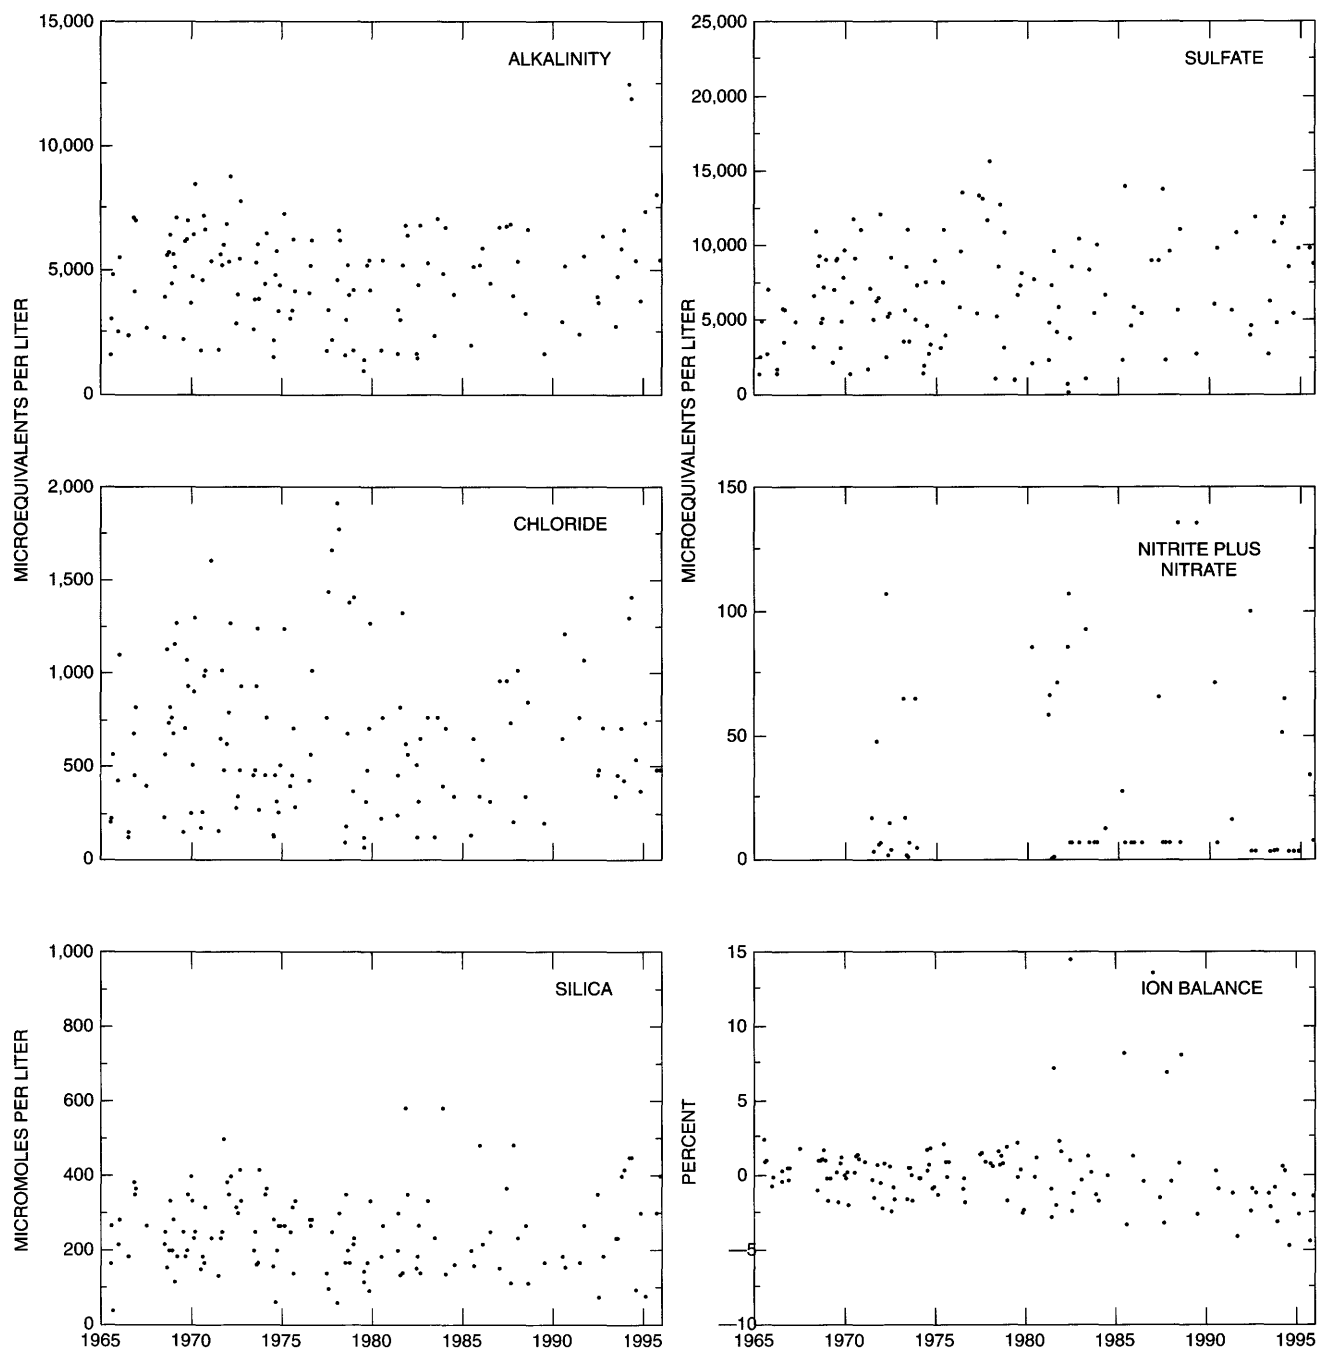 15,000
10,000
5,000
0
ALKALINITY
MICROEQUIVALENTS PER LITER
25,000
20,000
15,000
10,000
5,000
0
SULFATE
MICROEQUIVALENTS PER LITER
2,000
1,500
1,000
500
0
CHLORIDE
150
100
50
0
NITRITE PLUS
NITRATE
1,000
800
600
400
200
0
SILICA
MICROMOLES PER LITER
1965 1970 1975 1980 1985 1990 1995
15
10
5
0
—5
—10
ION BALANCE
PERCENT
1965 1970 1975 1980 1985 1990 1995